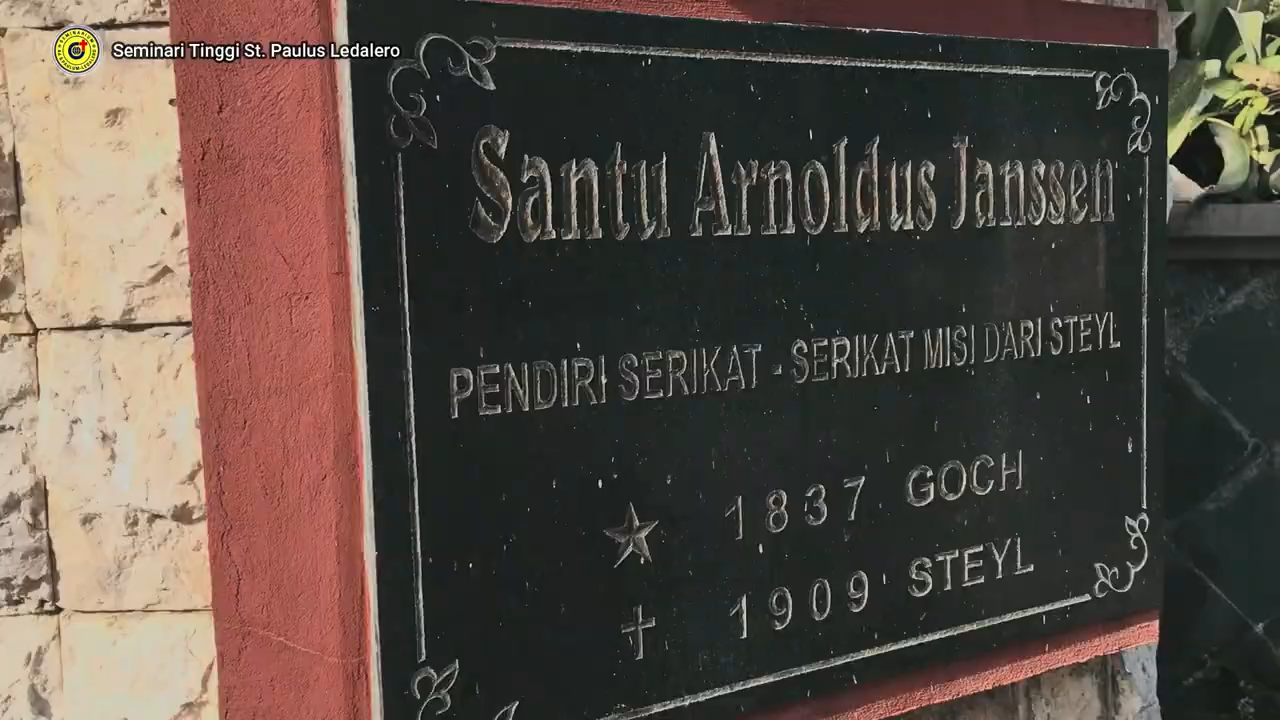 Seminari Tinggi St. Paulus Ledalero
Santu Arnoldus Janssen
PENDIRI SERIKAT - SERIKAT MISI DARI STEYL
1837 GOCH
1909 STEYL